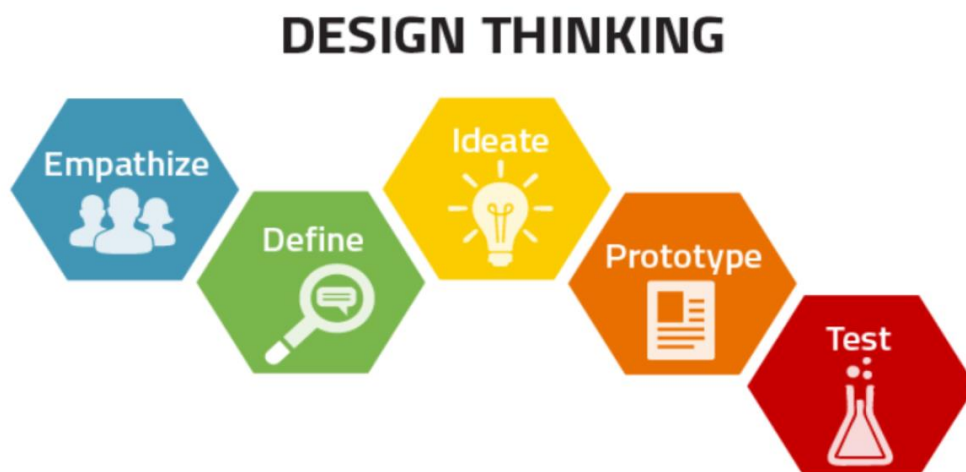 DESIGN THINKING
Empathize
Define
Ideate
Prototype
Test